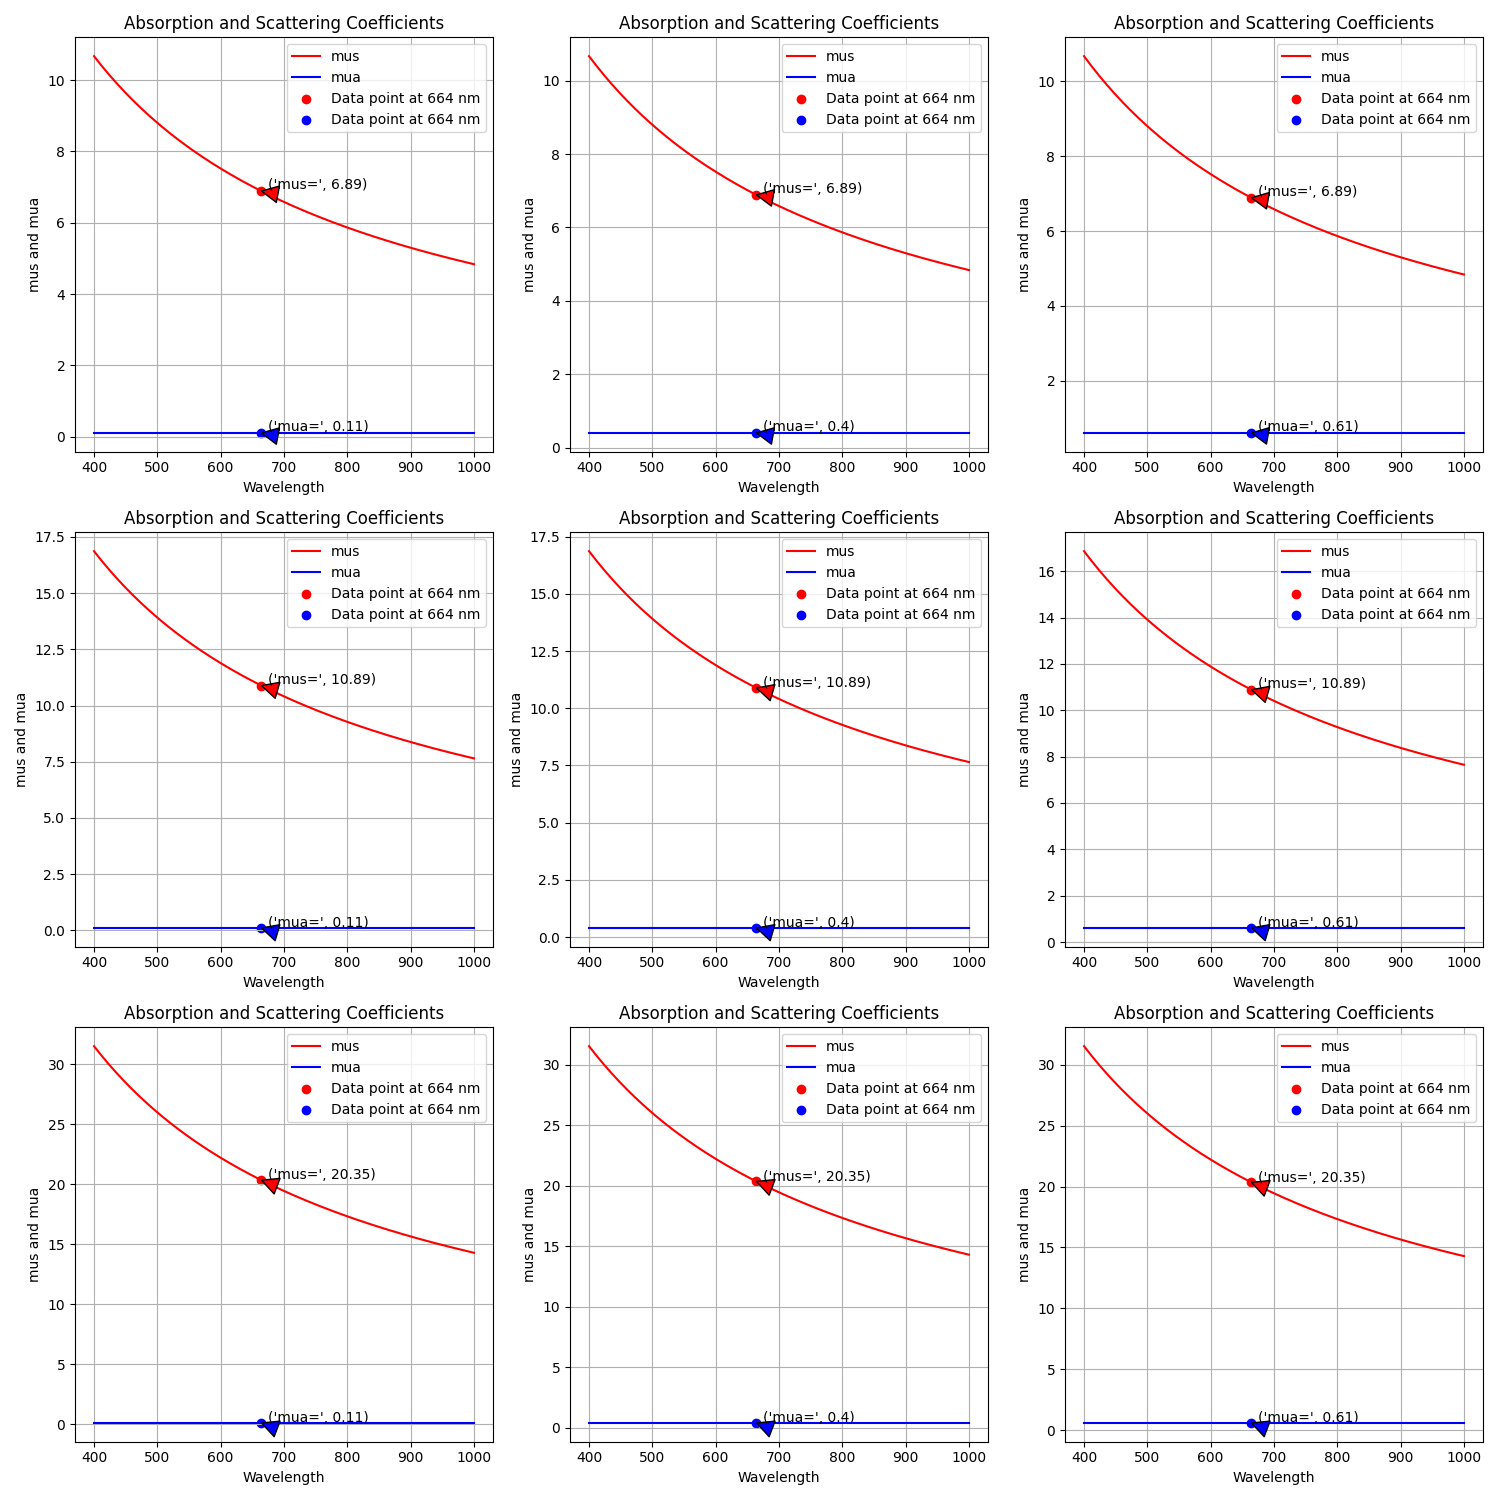 Absorption and Scattering Coefficients
mus
mua
Data point at 664 nm
Data point at 664 nm
('mus=', 6.89)
('mua=', 0.11)
mus and mua
10
8
6
4
2
0
400 500 600 700 800 900 1000
Wavelength
Absorption and Scattering Coefficients
mus
mua
Data point at 664 nm
Data point at 664 nm
('mus=', 6.89)
('mua=', 0.4)
mus and mua
10
8
6
4
2
0
400 500 600 700 800 900 1000
Wavelength
Absorption and Scattering Coefficients
mus
mua
Data point at 664 nm
Data point at 664 nm
('mus=', 6.89)
('mua=', 0.61)
mus and mua
10
8
6
4
2
400 500 600 700 800 900 1000
Wavelength
Absorption and Scattering Coefficients
mus
mua
Data point at 664 nm
Data point at 664 nm
('mus=', 10.89)
('mua=', 0.11)
mus and mua
17.5
15.0
12.5
10.0
7.5
5.0
2.5
0.0
400 500 600 700 800 900 1000
Wavelength
Absorption and Scattering Coefficients
mus
mua
Data point at 664 nm
Data point at 664 nm
('mus=', 10.89)
('mua=', 0.4)
mus and mua
17.5
15.0
12.5
10.0
7.5
5.0
2.5
0.0
400 500 600 700 800 900 1000
Wavelength
Absorption and Scattering Coefficients
mus
mua
Data point at 664 nm
Data point at 664 nm
('mus=', 10.89)
('mua=', 0.61)
mus and mua
16
14
12
10
8
6
4
2
0
400 500 600 700 800 900 1000
Wavelength
Absorption and Scattering Coefficients
mus
mua
Data point at 664 nm
Data point at 664 nm
('mus=', 20.35)
('mua=', 0.11)
mus and mua
30
25
20
15
10
5
0
400 500 600 700 800 900 1000
Wavelength
Absorption and Scattering Coefficients
mus
mua
Data point at 664 nm
Data point at 664 nm
('mus=', 20.35)
('mua=', 0.4)
mus and mua
30
25
20
15
10
5
0
400 500 600 700 800 900 1000
Wavelength
Absorption and Scattering Coefficients
mus
mua
Data point at 664 nm
Data point at 664 nm
('mus=', 20.35)
('mua=', 0.61)
mus and mua
30
25
20
15
10
5
0
400 500 600 700 800 900 1000
Wavelength